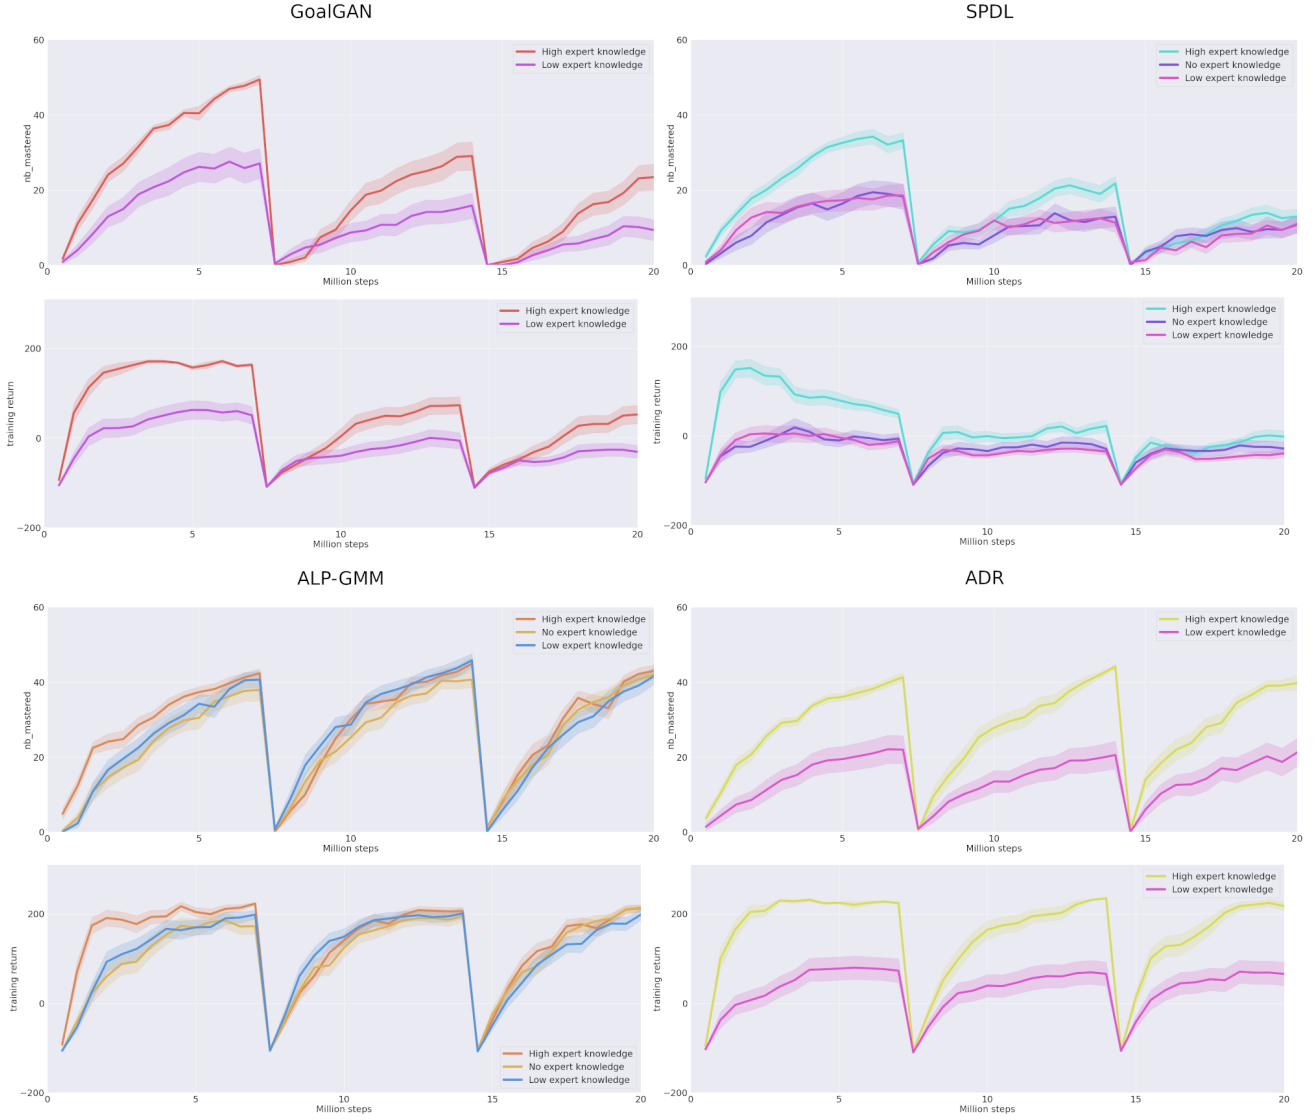 GoalGAN
60
40
20
0
nb_mastered
High expert knowledge
Low expert knowledge
5
10
15
20
Million steps
200
0
−200
training return
High expert knowledge
Low expert knowledge
0
5
10
15
20
Million steps
SPDL
60
40
20
0
nb_mastered
High expert knowledge
No expert knowledge
Low expert knowledge
0
5
10
15
20
Million steps
200
0
−200
training return
High expert knowledge
No expert knowledge
Low expert knowledge
0
5
10
15
20
Million steps
ALP-GMM
60
40
20
0
nb_mastered
High expert knowledge
No expert knowledge
Low expert knowledge
0
5
10
15
20
Million steps
200
0
−200
training return
High expert knowledge
No expert knowledge
Low expert knowledge
0
5
10
15
20
Million steps
ADR
60
40
20
0
nb_mastered
High expert knowledge
Low expert knowledge
0
5
10
15
20
Million steps
200
0
−200
training return
High expert knowledge
Low expert knowledge
0
5
10
15
20
Million steps